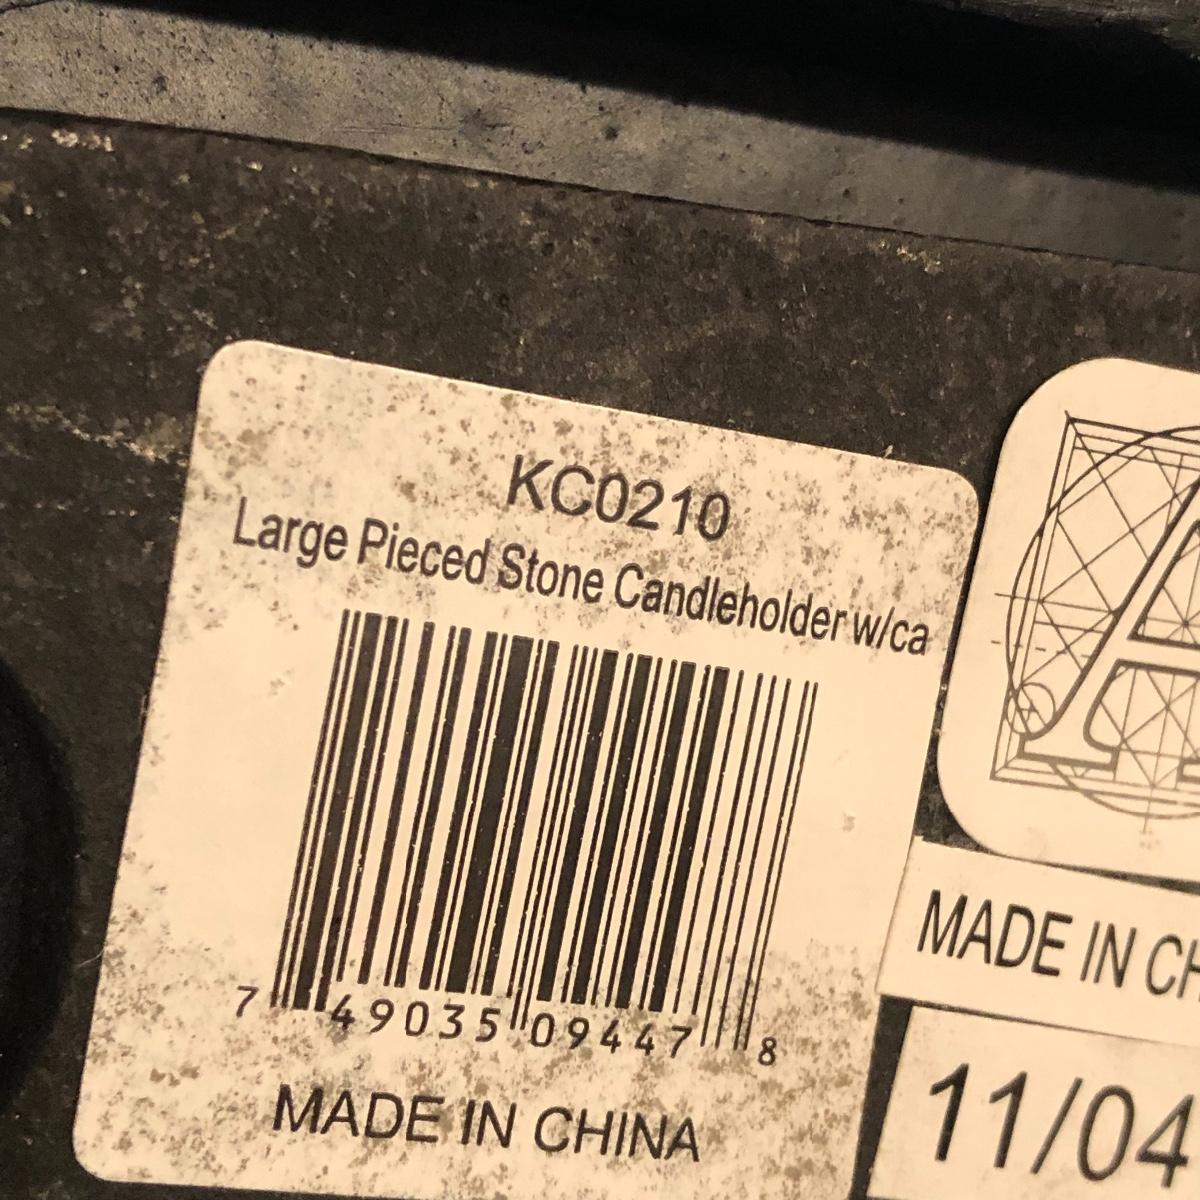 KC0210
Large Pieced Stone Candleholder w/ca
7 49035 09447 8
MADE IN CHINA
A
MADE IN CH
11/04